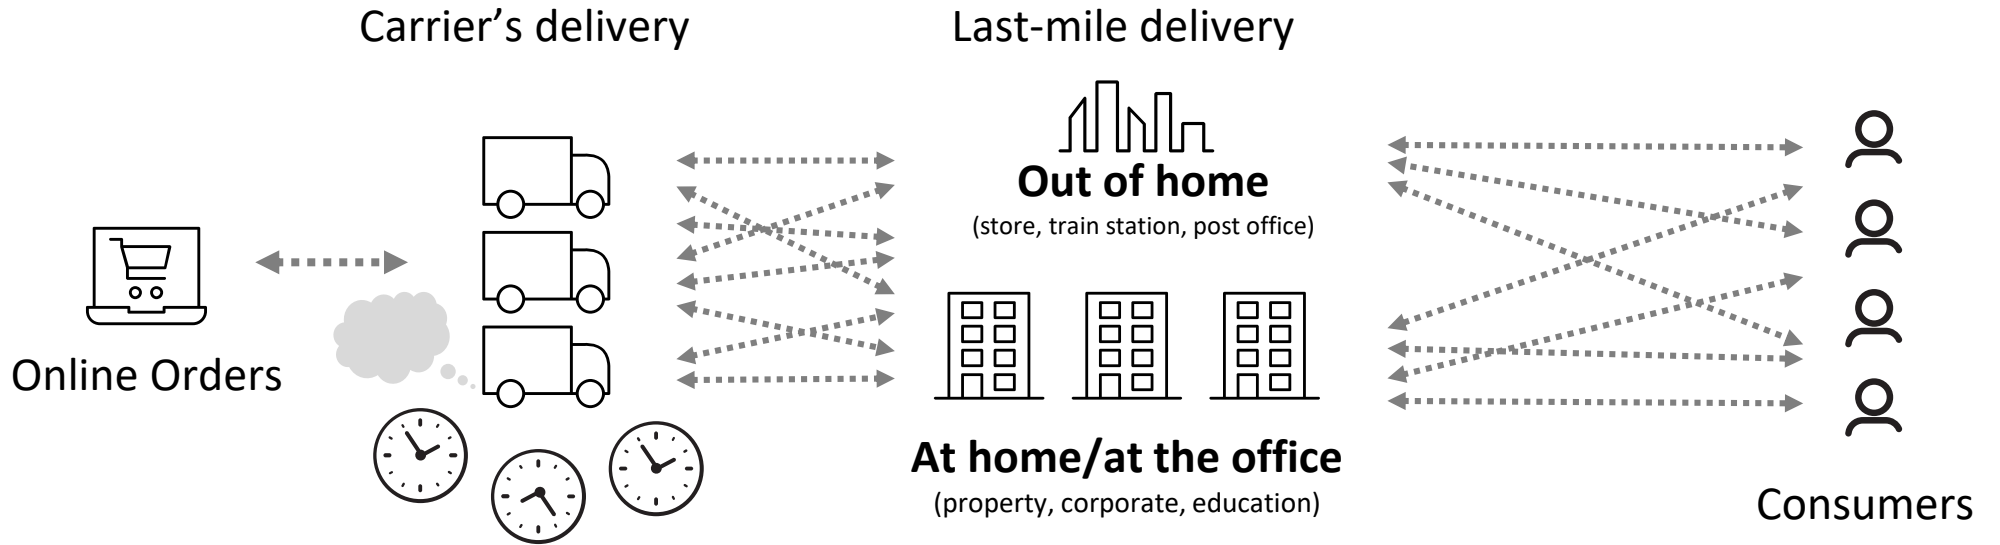 Carrier’s delivery
Last-mile delivery
Out of home
(store, train station, post office)
Online Orders
At home/at the office
(property, corporate, education)
Consumers